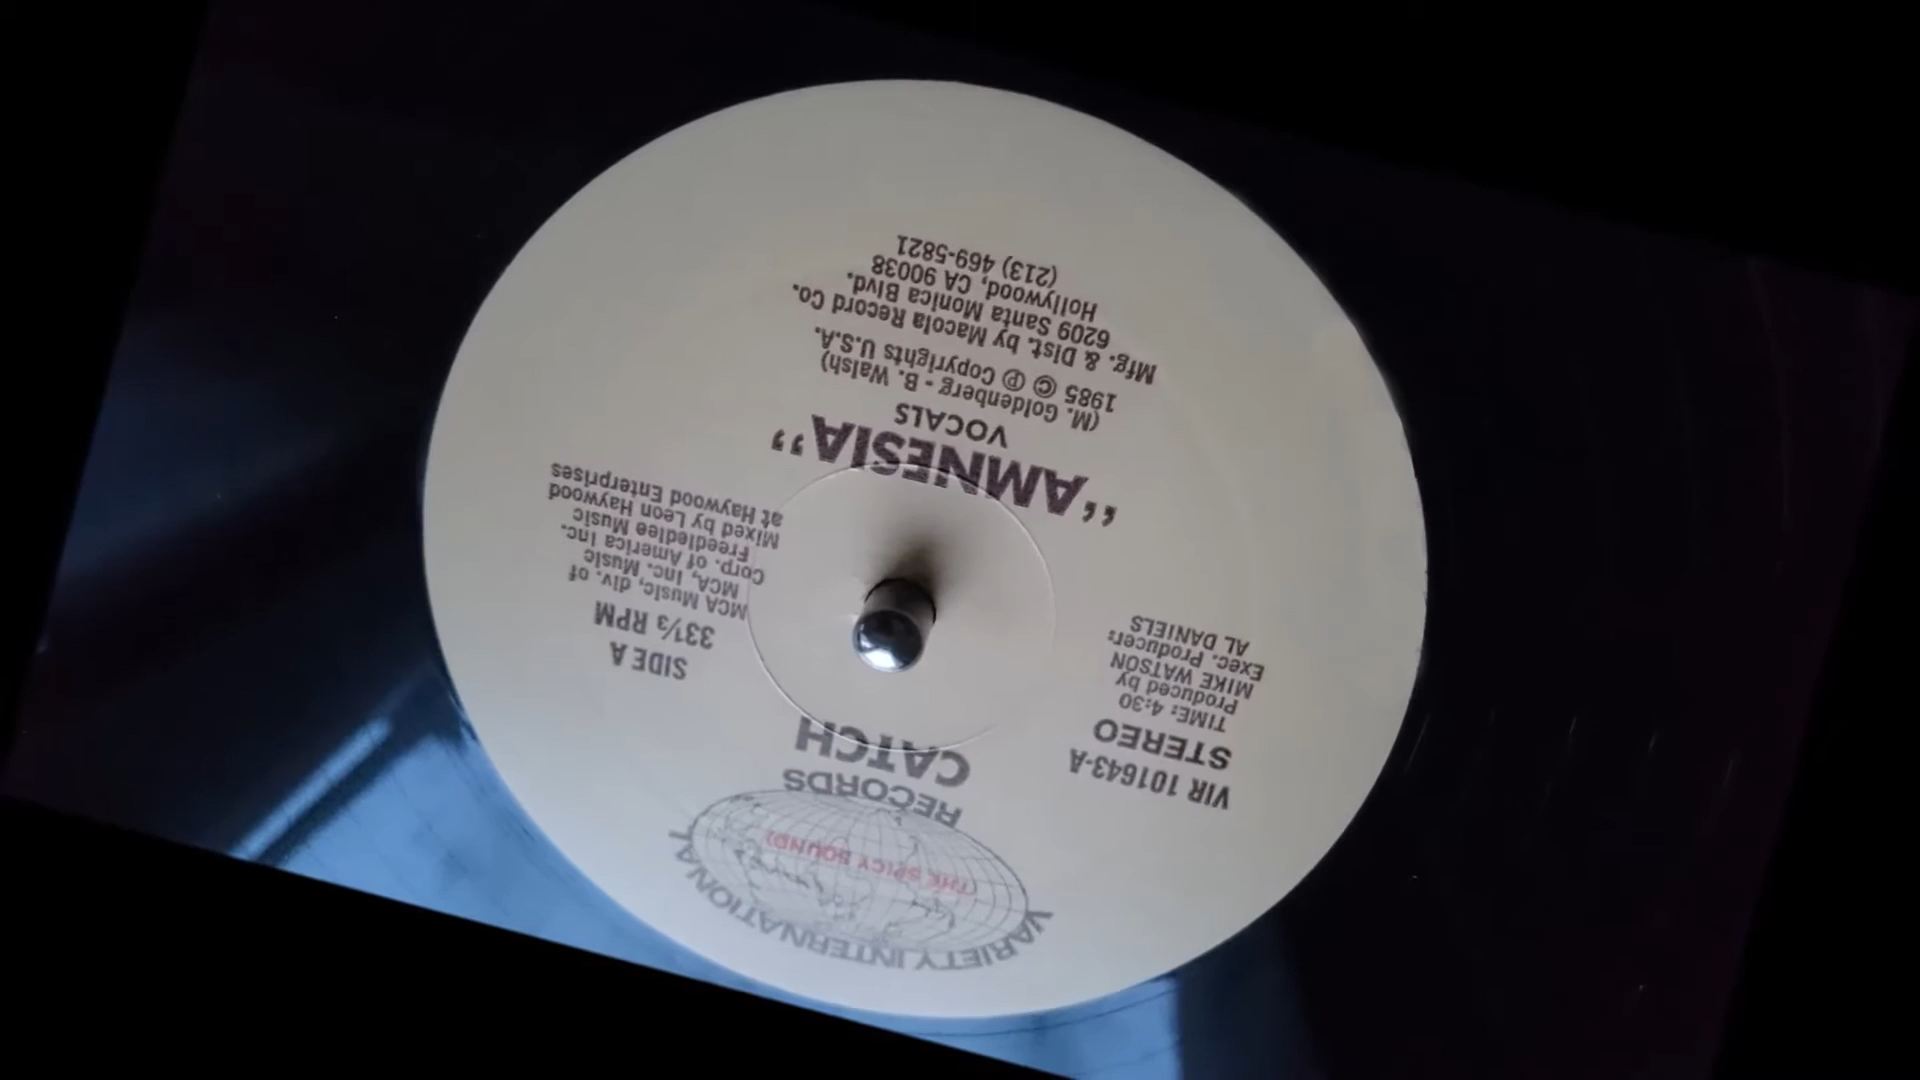 VARIETY INTERNATIONAL
(THE SPICY SOUND)
RECORDS
CATCH
VIR 101643-A
STEREO
TIME: 4:30
Produced by
MIKE WATSON
Exec. Producer:
AL DANIELS
SIDE A
33⅓ RPM
MCA Music, div. of
MCA, Inc. Music
Corp. of America Inc.
Freedledlee Music
Mixed by Leon Haywood
at Haywood Enterprises
"AMNESIA"
VOCALS
(M. Goldenberg - B. Walsh)
1985 © ℗ Copyrights U.S.A.
Mfg. & Dist. by Macola Record Co.
6209 Santa Monica Blvd.
Hollywood, CA 90038
(213) 469-5821